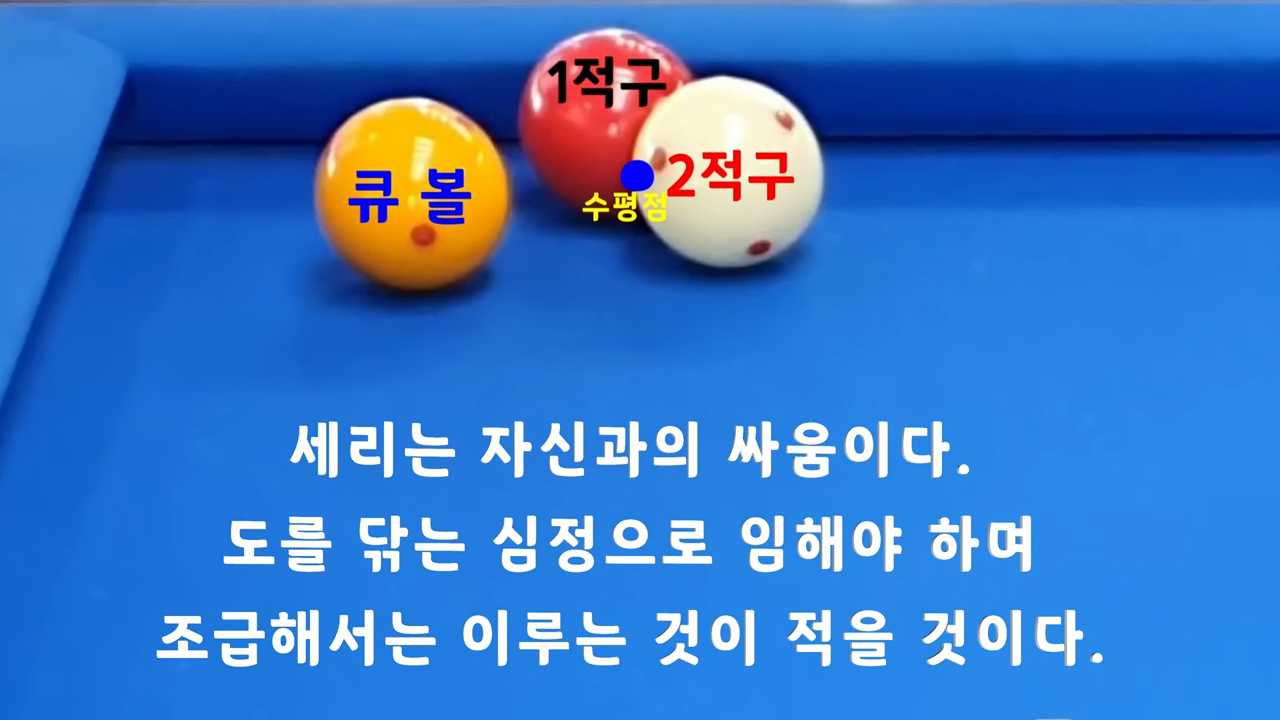 1적구
큐 볼
2적구
수평점
세리는 자신과의 싸움이다.
도를 닦는 심정으로 임해야 하며
조급해서는 이루는 것이 적을 것이다.